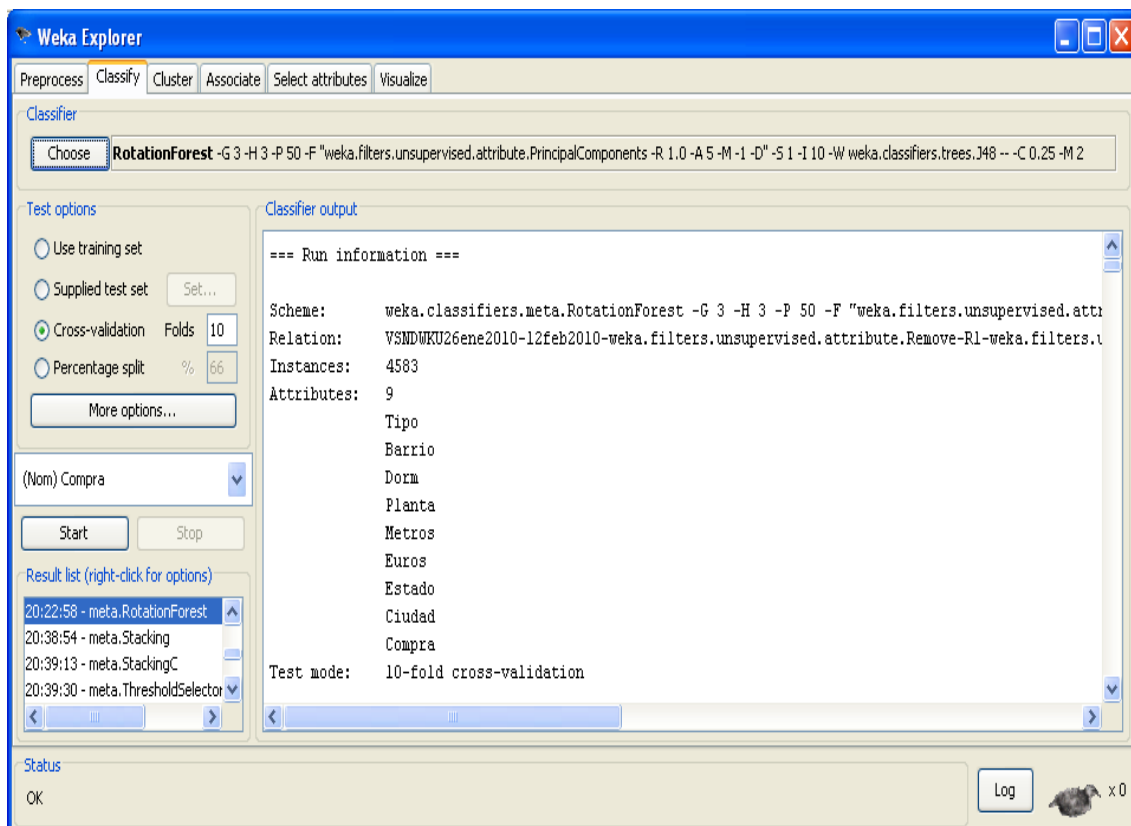 Weka Explorer
Preprocess Classify Cluster Associate Select attributes Visualize
Classifier
Choose RotationForest -G 3 -H 3 -P 50 -F "weka.filters.unsupervised.attribute.PrincipalComponents -R 1.0 -A 5 -M -1 -D" -S 1 -I 10 -W weka.classifiers.trees.J48 -- -C 0.25 -M 2
Test options
Use training set
Supplied test set Set...
Cross-validation Folds 10
Percentage split % 66
More options...
(Nom) Compra
Start Stop
Result list (right-click for options)
20:22:58 - meta.RotationForest
20:38:54 - meta.Stacking
20:39:13 - meta.StackingC
20:39:30 - meta.ThresholdSelector
Classifier output
=== Run information ===
Scheme: weka.classifiers.meta.RotationForest -G 3 -H 3 -P 50 -F "weka.filters.unsupervised.attr
Relation: VSNDWKU26ene2010-12feb2010-weka.filters.unsupervised.attribute.Remove-R1-weka.filters.u
Instances: 4583
Attributes: 9
Tipo
Barrio
Dorm
Planta
Metros
Euros
Estado
Ciudad
Compra
Test mode: 10-fold cross-validation
Status
OK
Log x 0